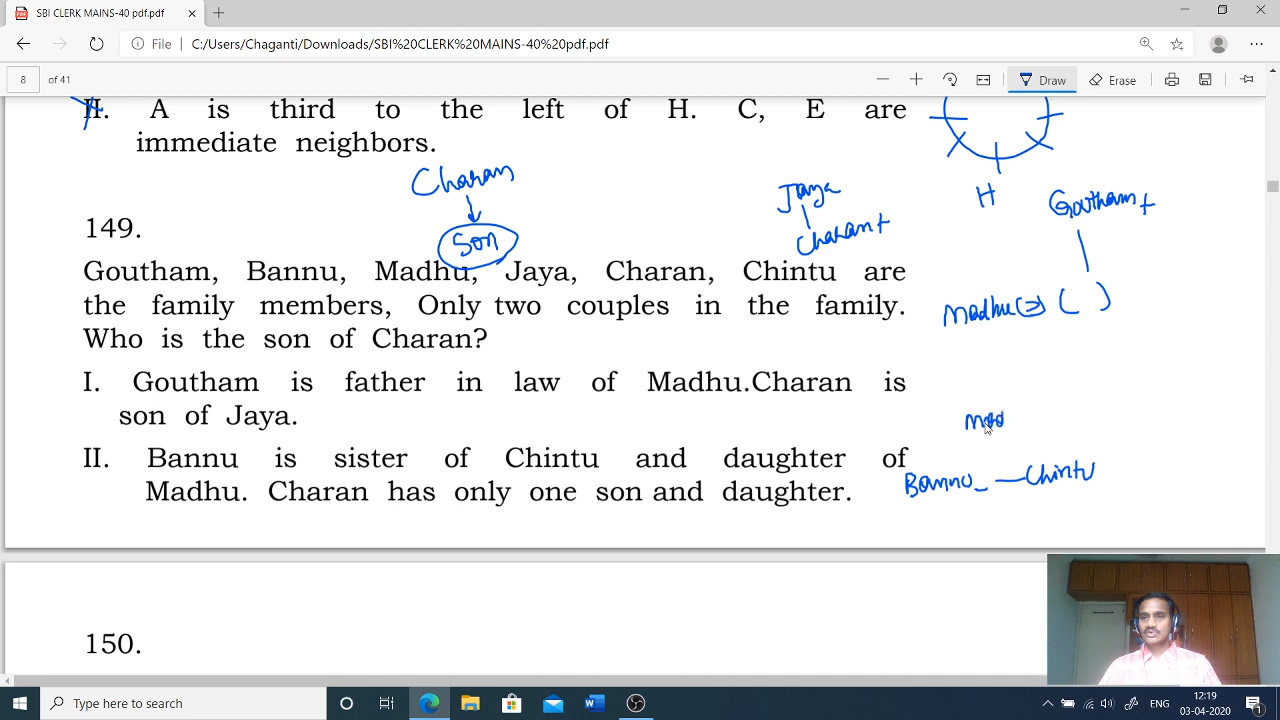 SBI CLERK MAINS-40 pdf.pdf
File C:/Users/Chaganti/Downloads/SBI%20CLERK%20MAINS-40%20pdf.pdf
8 of 41 Draw Erase
II. A is third to the left of H. C, E are
immediate neighbors.
H
Charan
Son
Jaya
Charan+
Goutham +
Madhu(=) ( )
149.
Goutham, Bannu, Madhu, Jaya, Charan, Chintu are
the family members, Only two couples in the family.
Who is the son of Charan?
I. Goutham is father in law of Madhu.Charan is
son of Jaya.
II. Bannu is sister of Chintu and daughter of
Madhu. Charan has only one son and daughter.
Bannu_ — Chintu
150.
Type here to search
ENG
12:19
03-04-2020